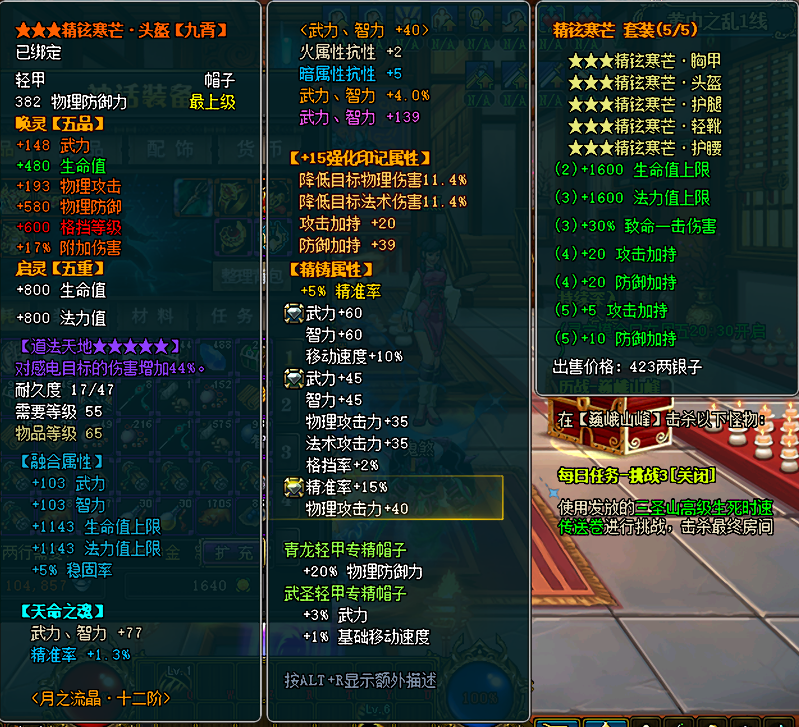 ★★★精铉寒芒·头盔【九霄】
已绑定
轻甲 帽子
382 物理防御力 最上级
唤灵【五品】
+148 武力
+480 生命值
+193 物理攻击
+580 物理防御
+600 格挡等级
+17% 附加伤害
启灵【五重】
+800 生命值
+800 法力值
【道法天地★★★★★】
对感电目标的伤害增加44%。
耐久度 17/47
需要等级 55
物品等级 65
【融合属性】
+103 武力
+103 智力
+1143 生命值上限
+1143 法力值上限
+5% 稳固率
【天命之魂】
武力、智力 +77
精准率 +1.3%
<月之流晶·十二阶>
<武力、智力 +40>
火属性抗性 +2
暗属性抗性 +5
武力、智力 +4.0%
武力、智力 +139
【+15强化印记属性】
降低目标物理伤害11.4%
降低目标法术伤害11.4%
攻击加持 +20
防御加持 +39
【精铸属性】
+5% 精准率
武力+60
智力+60
移动速度+10%
武力+45
智力+45
物理攻击力+35
法术攻击力+35
格挡率+2%
精准率+15%
物理攻击力+40
青龙轻甲专精帽子
+20% 物理防御力
武圣轻甲专精帽子
+3% 武力
+1% 基础移动速度
按ALT+R显示额外描述
精铉寒芒 套装(5/5)
★★★精铉寒芒·胸甲
★★★精铉寒芒·头盔
★★★精铉寒芒·护腿
★★★精铉寒芒·轻靴
★★★精铉寒芒·护腰
(2)+1600 生命值上限
(3)+1600 法力值上限
(3)+30% 致命一击伤害
(4)+20 攻击加持
(4)+20 防御加持
(5)+5 攻击加持
(5)+10 防御加持
出售价格: 423两银子
在【巍峨山峰】击杀以下怪物:
每日任务-挑战3[关闭]
使用发放的三圣山高级生死时速
传送卷进行挑战，击杀最终房间